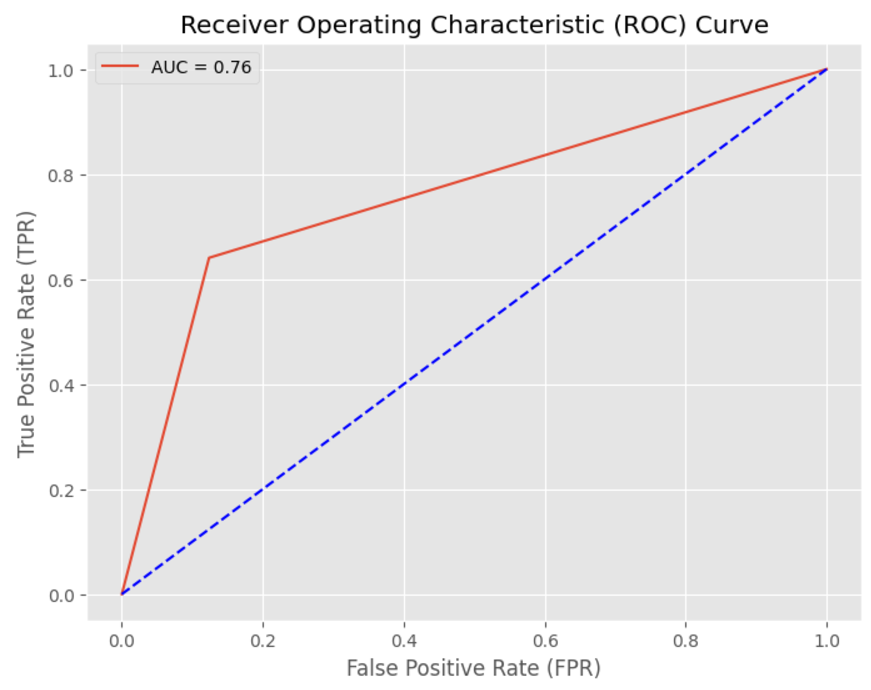 Receiver Operating Characteristic (ROC) Curve
AUC = 0.76
True Positive Rate (TPR)
1.0
0.8
0.6
0.4
0.2
0.0
0.0 0.2 0.4 0.6 0.8 1.0
False Positive Rate (FPR)